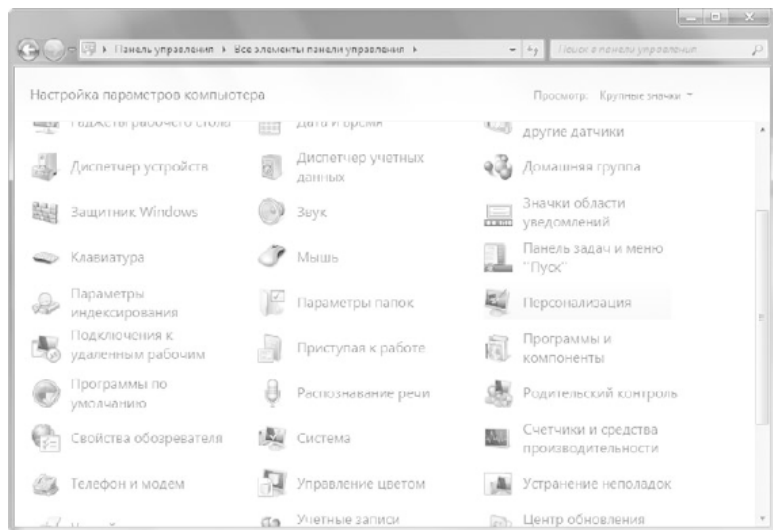 Панель управления ▸ Все элементы панели управления ▸
Поиск в панели управления
Настройка параметров компьютера
Просмотр: Крупные значки
Гаджеты рабочего стола
Дата и время
другие датчики
Диспетчер устройств
Диспетчер учетных
данных
Домашняя группа
Защитник Windows
Звук
Значки области
уведомлений
Клавиатура
Мышь
Панель задач и меню
"Пуск"
Параметры
индексирования
Параметры папок
Персонализация
Подключения к
удаленным рабочим
Приступая к работе
Программы и
компоненты
Программы по
умолчанию
Распознавание речи
Родительский контроль
Свойства обозревателя
Система
Счетчики и средства
производительности
Телефон и модем
Управление цветом
Устранение неполадок
Учетные записи
Центр обновления